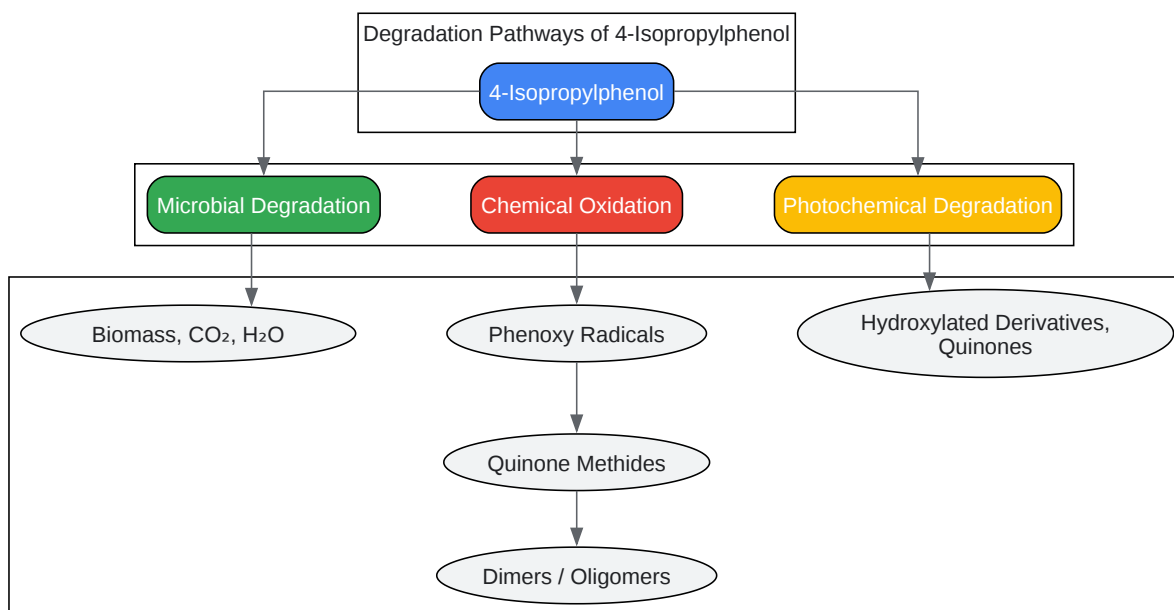 Degradation Pathways of 4-Isopropylphenol
4-Isopropylphenol
Microbial Degradation
Chemical Oxidation
Photochemical Degradation
Biomass, CO₂, H₂O
Phenoxy Radicals
Hydroxylated Derivatives,
Quinones
Quinone Methides
Dimers / Oligomers